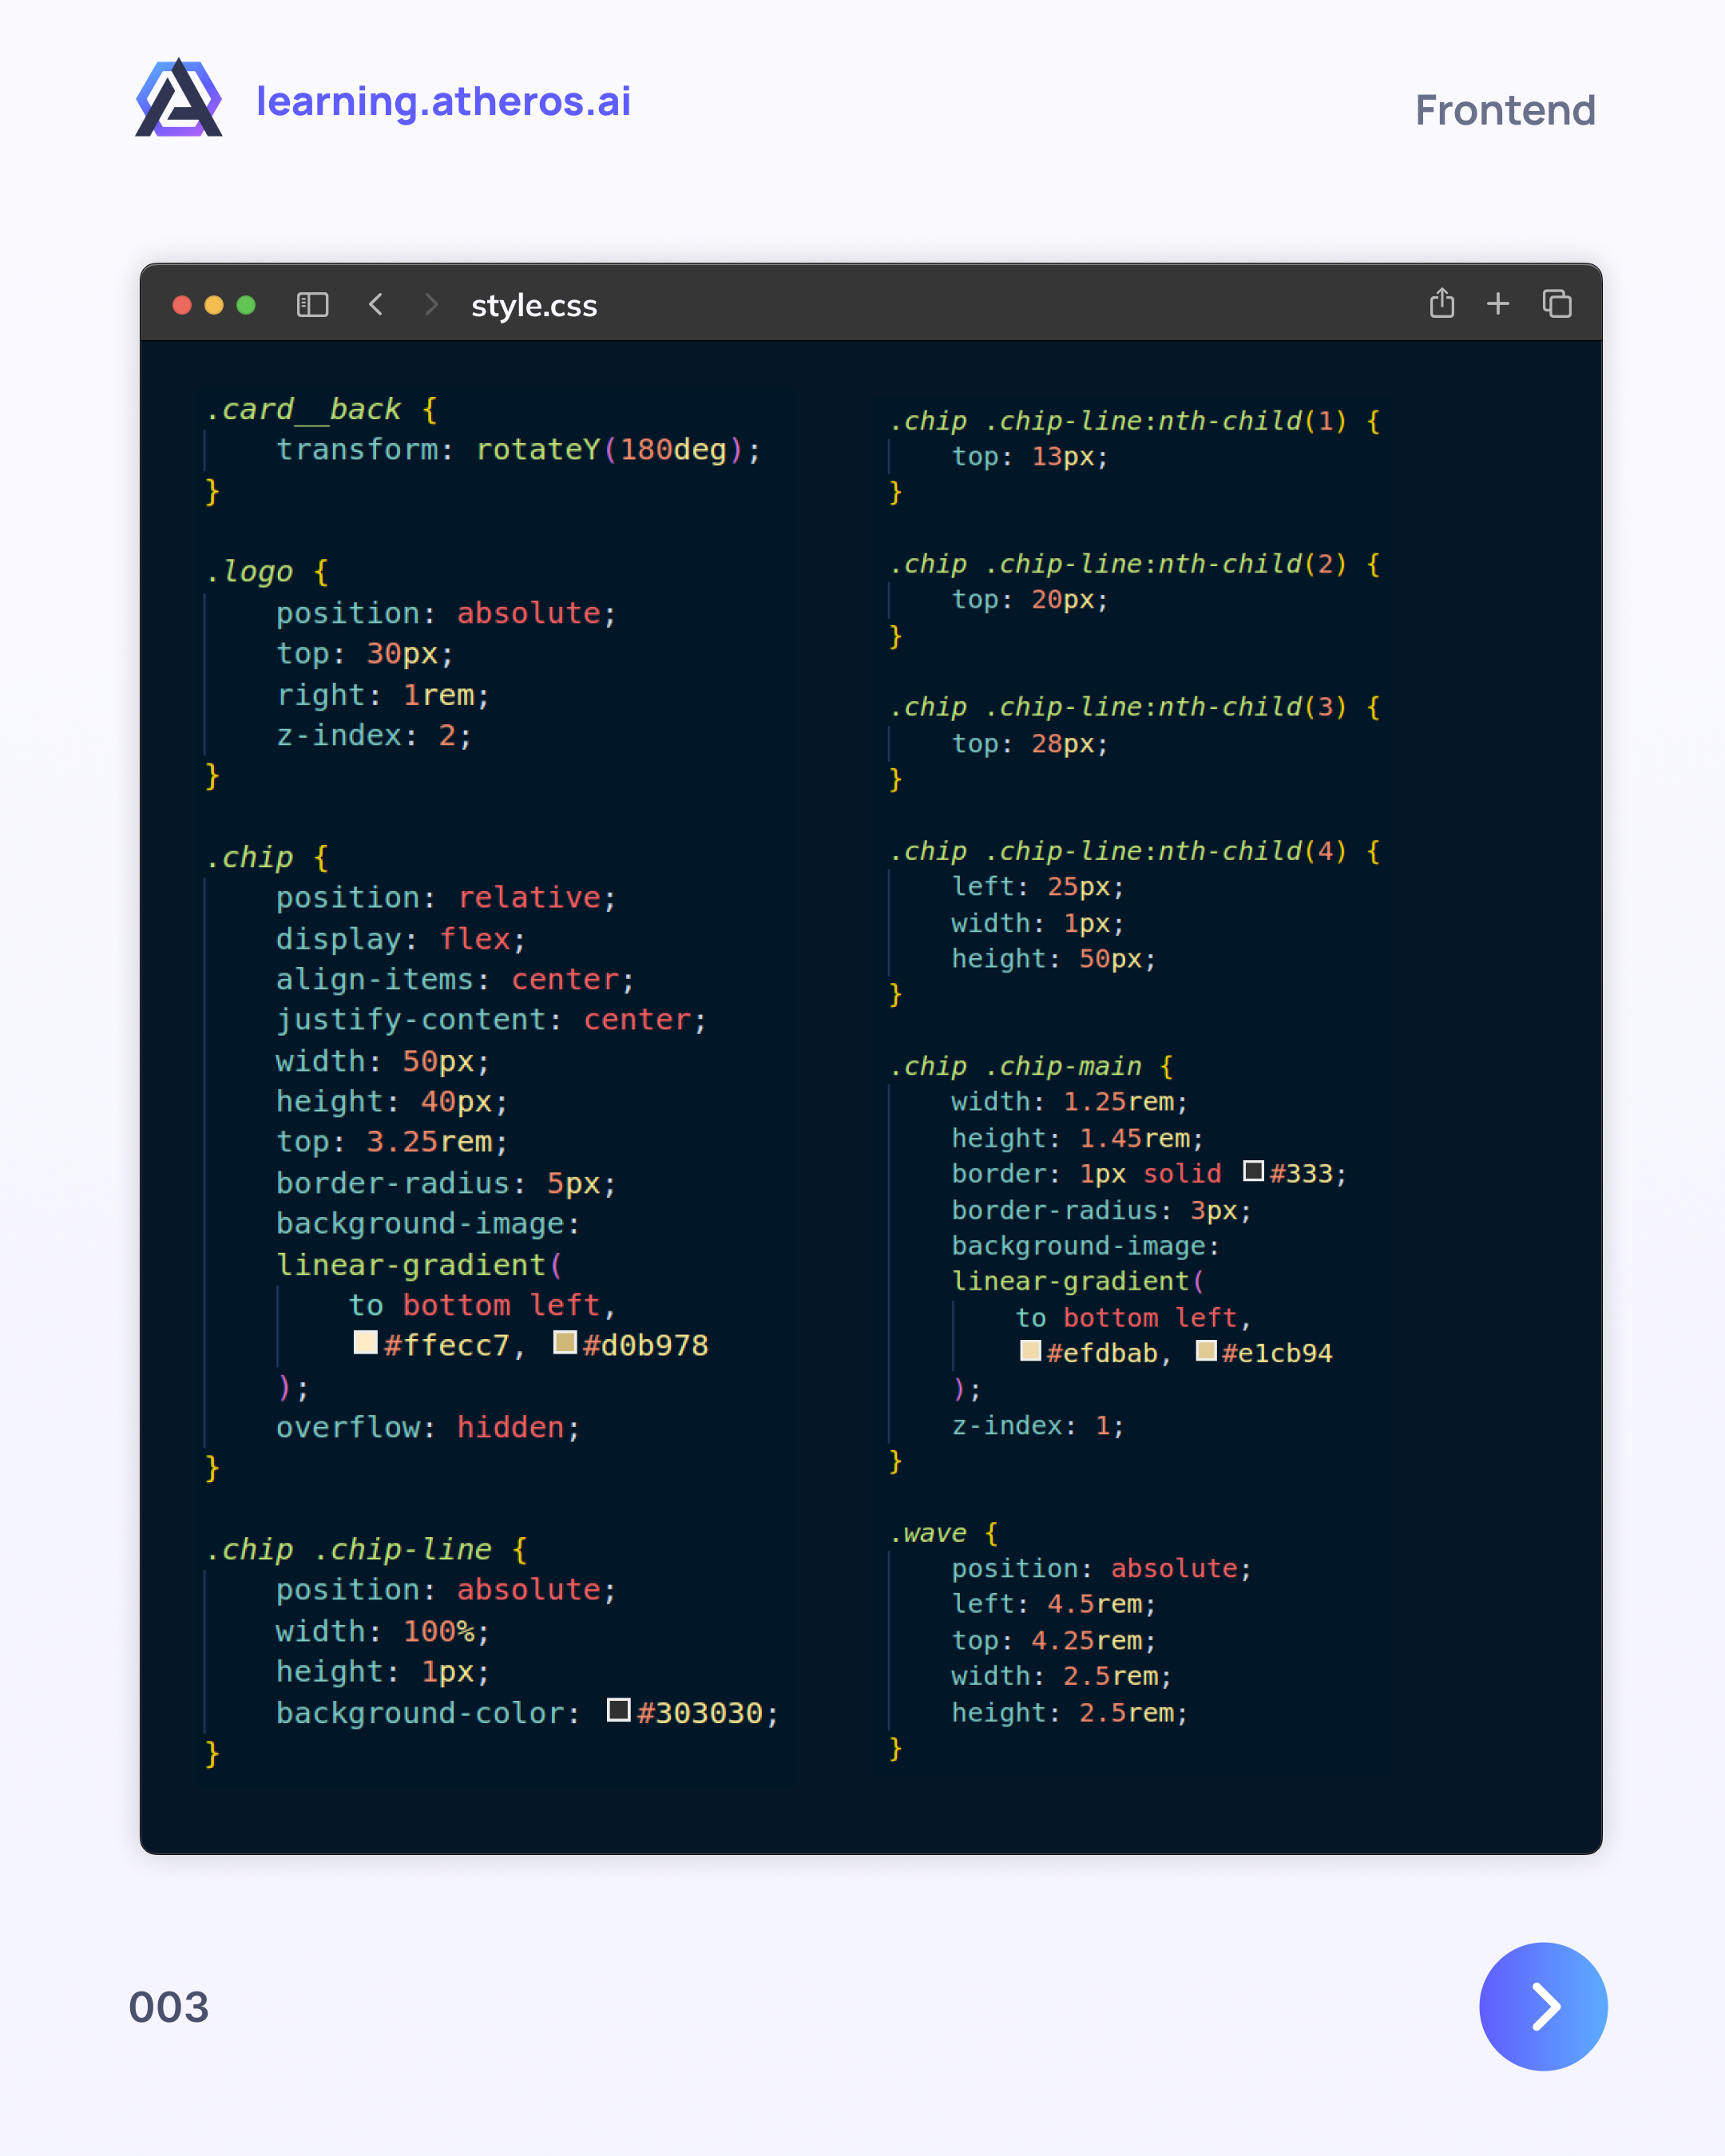 learning.atheros.ai
Frontend
style.css
.card__back {
    transform: rotateY(180deg);
}

.logo {
    position: absolute;
    top: 30px;
    right: 1rem;
    z-index: 2;
}

.chip {
    position: relative;
    display: flex;
    align-items: center;
    justify-content: center;
    width: 50px;
    height: 40px;
    top: 3.25rem;
    border-radius: 5px;
    background-image:
    linear-gradient(
        to bottom left,
        #ffecc7, #d0b978
    );
    overflow: hidden;
}

.chip .chip-line {
    position: absolute;
    width: 100%;
    height: 1px;
    background-color: #303030;
}

.chip .chip-line:nth-child(1) {
    top: 13px;
}

.chip .chip-line:nth-child(2) {
    top: 20px;
}

.chip .chip-line:nth-child(3) {
    top: 28px;
}

.chip .chip-line:nth-child(4) {
    left: 25px;
    width: 1px;
    height: 50px;
}

.chip .chip-main {
    width: 1.25rem;
    height: 1.45rem;
    border: 1px solid #333;
    border-radius: 3px;
    background-image:
    linear-gradient(
        to bottom left,
        #efdbab, #e1cb94
    );
    z-index: 1;
}

.wave {
    position: absolute;
    left: 4.5rem;
    top: 4.25rem;
    width: 2.5rem;
    height: 2.5rem;
}
003